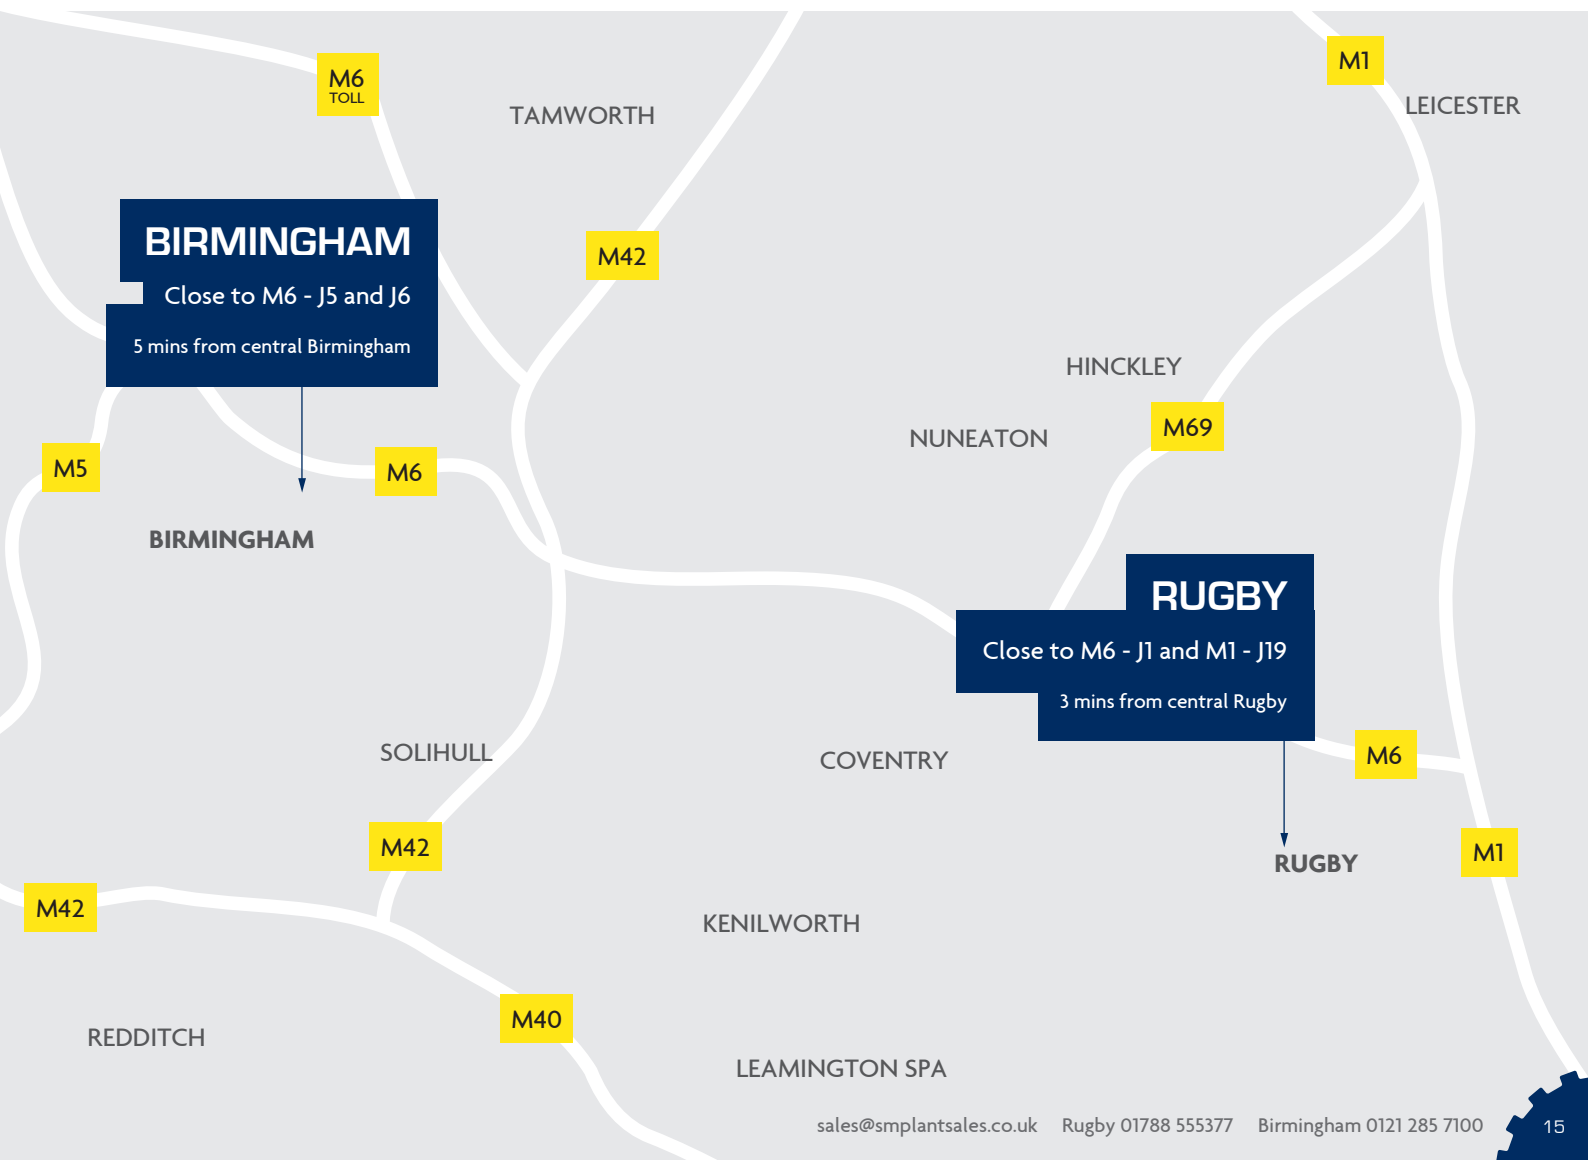 M1
M6
TOLL
LEICESTER
TAMWORTH
BIRMINGHAM
Close to M6 - J5 and J6
5 mins from central Birmingham
M42
HINCKLEY
M69
NUNEATON
M5
M6
BIRMINGHAM
RUGBY
Close to M6 - J1 and M1 - J19
3 mins from central Rugby
SOLIHULL
COVENTRY
M6
M42
M1
RUGBY
M42
KENILWORTH
M40
REDDITCH
LEAMINGTON SPA
sales@smplantsales.co.uk Rugby 01788 555377 Birmingham 0121 285 7100
15